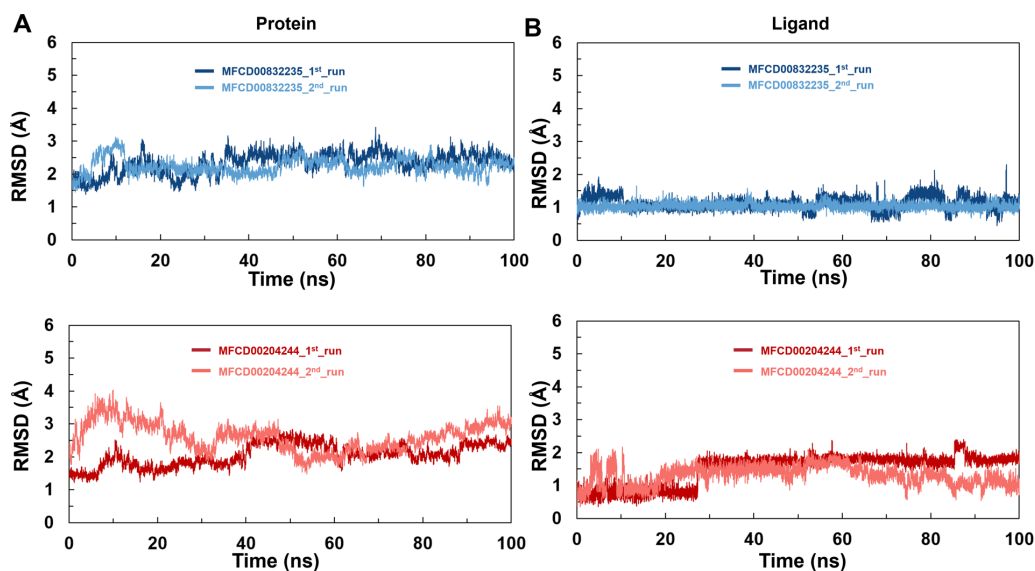 A
Protein
B
Ligand
6
5
4
3
2
1
0
RMSD (Å)
MFCD00832235_1st_run
MFCD00832235_2nd_run
0 20 40 60 80 100
Time (ns)
6
5
4
3
2
1
0
RMSD (Å)
MFCD00832235_1st_run
MFCD00832235_2nd_run
0 20 40 60 80 100
Time (ns)
6
5
4
3
2
1
0
RMSD (Å)
MFCD00204244_1st_run
MFCD00204244_2nd_run
0 20 40 60 80 100
Time (ns)
6
5
4
3
2
1
0
RMSD (Å)
MFCD00204244_1st_run
MFCD00204244_2nd_run
0 20 40 60 80 100
Time (ns)